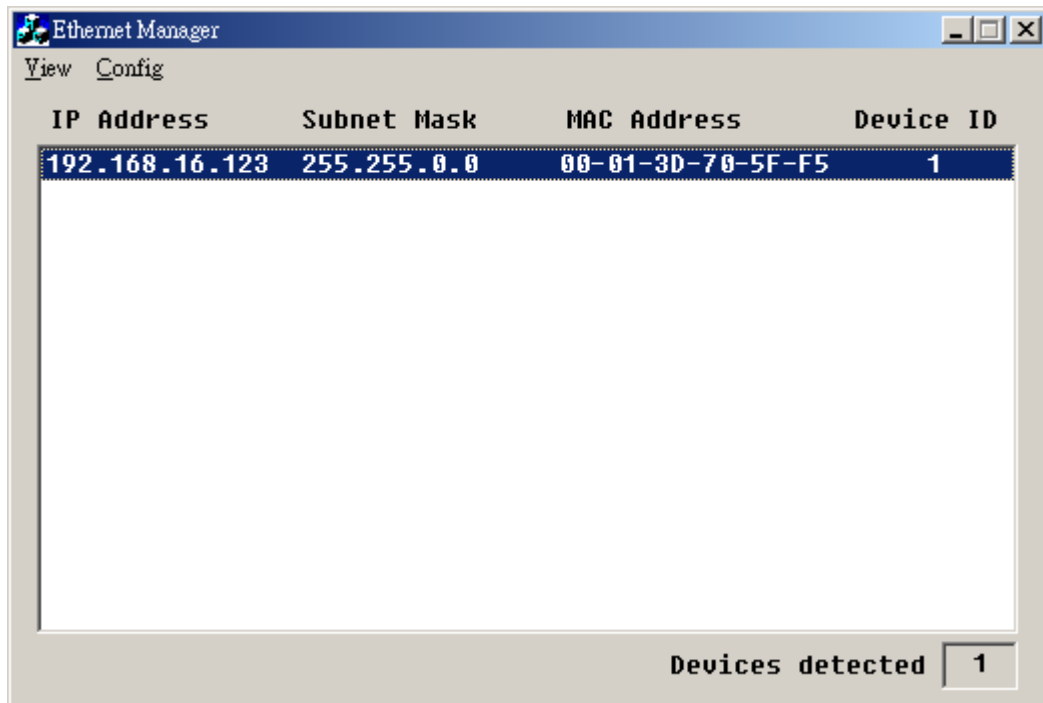 Ethernet Manager
View Config
IP Address Subnet Mask MAC Address Device ID
192.168.16.123 255.255.0.0 00-01-3D-70-5F-F5 1
Devices detected 1